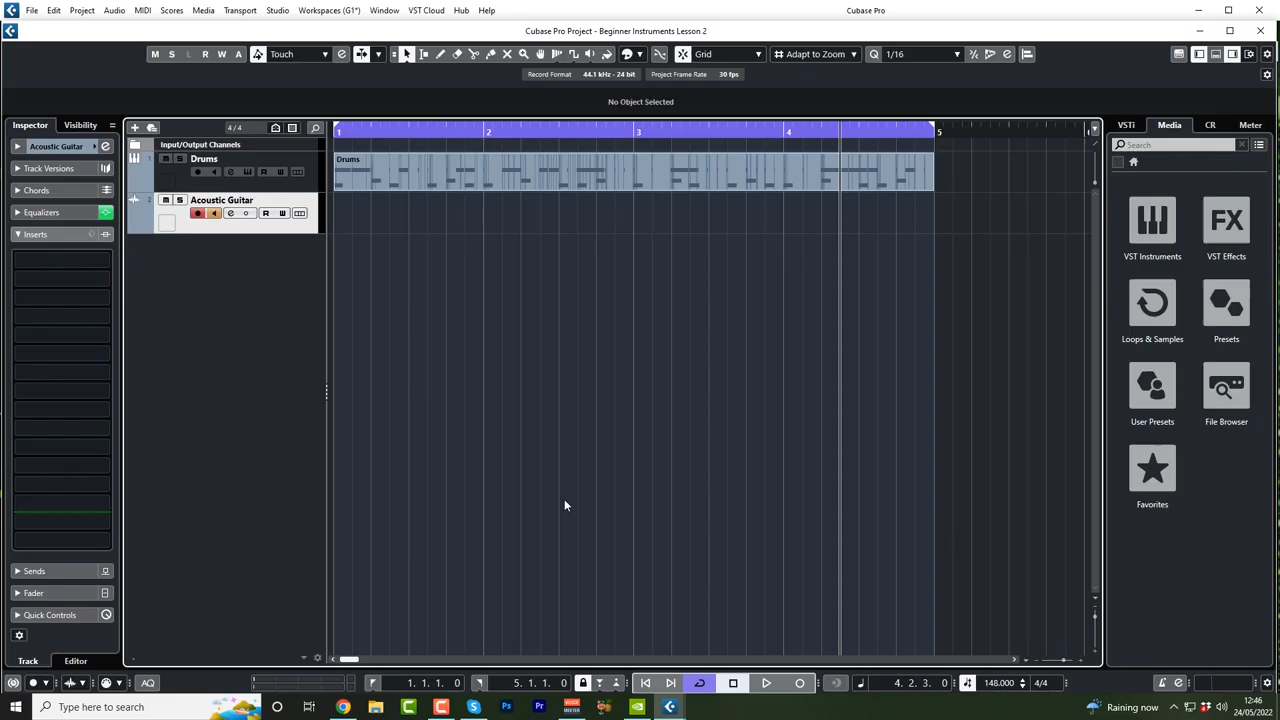 File Edit Project Audio MIDI Scores Media Transport Studio Workspaces (G1*) Window VST Cloud Hub Help Cubase Pro
Cubase Pro Project - Beginner Instruments Lesson 2
M S L R W A Touch Grid Adapt to Zoom Q 1/16
Record Format 44.1 kHz - 24 bit Project Frame Rate 30 fps
No Object Selected
Inspector Visibility 4/4 1 2 3 4 5 VSTi Media CR Meter
Input/Output Channels Search
Acoustic Guitar 1 M S Drums Drums
Track Versions R W
Chords
2 M S Acoustic Guitar
Equalizers R W
Inserts
FX
VST Instruments VST Effects
Loops & Samples Presets
User Presets File Browser
Favorites
Sends
Fader
Quick Controls
Track Editor
AQ 1. 1. 1. 0 5. 1. 1. 0 4. 2. 3. 0 148.000 4/4
Type here to search Ps Pr Raining now 12:46
24/05/2022